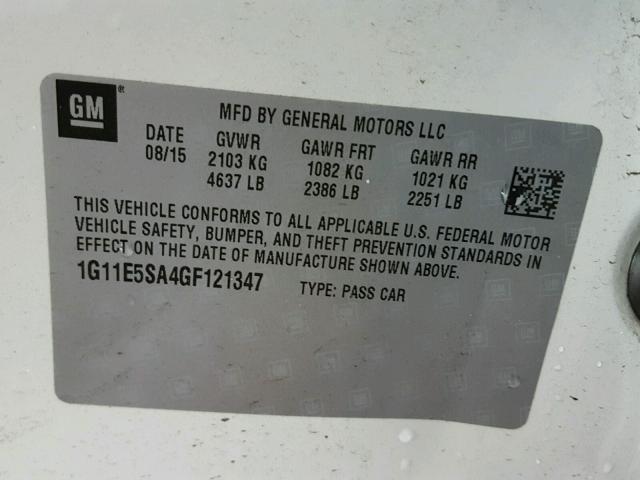 GM ®
MFD BY GENERAL MOTORS LLC
DATE GVWR GAWR FRT GAWR RR
08/15 2103 KG 1082 KG 1021 KG
4637 LB 2386 LB 2251 LB
THIS VEHICLE CONFORMS TO ALL APPLICABLE U.S. FEDERAL MOTOR
VEHICLE SAFETY, BUMPER, AND THEFT PREVENTION STANDARDS IN
EFFECT ON THE DATE OF MANUFACTURE SHOWN ABOVE.
1G11E5SA4GF121347 TYPE: PASS CAR